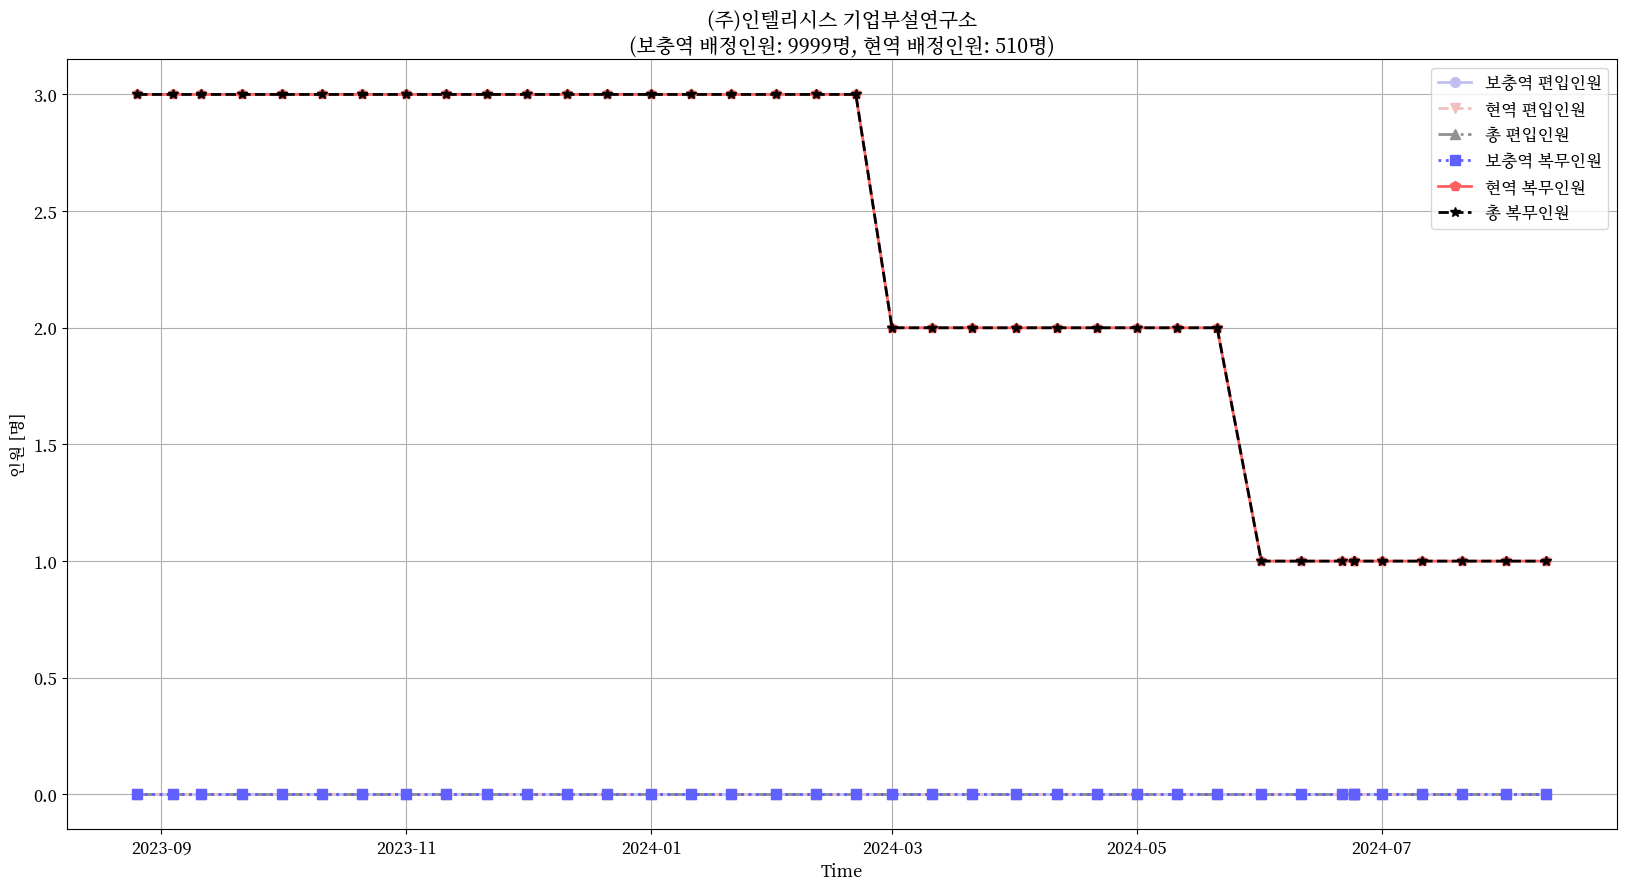 (주)인텔리시스 기업부설연구소
(보충역 배정인원: 9999명, 현역 배정인원: 510명)
보충역 편입인원
현역 편입인원
총 편입인원
보충역 복무인원
현역 복무인원
총 복무인원
3.0
2.5
2.0
1.5
1.0
0.5
0.0
인원 [명]
2023-09
2023-11
2024-01
2024-03
2024-05
2024-07
Time